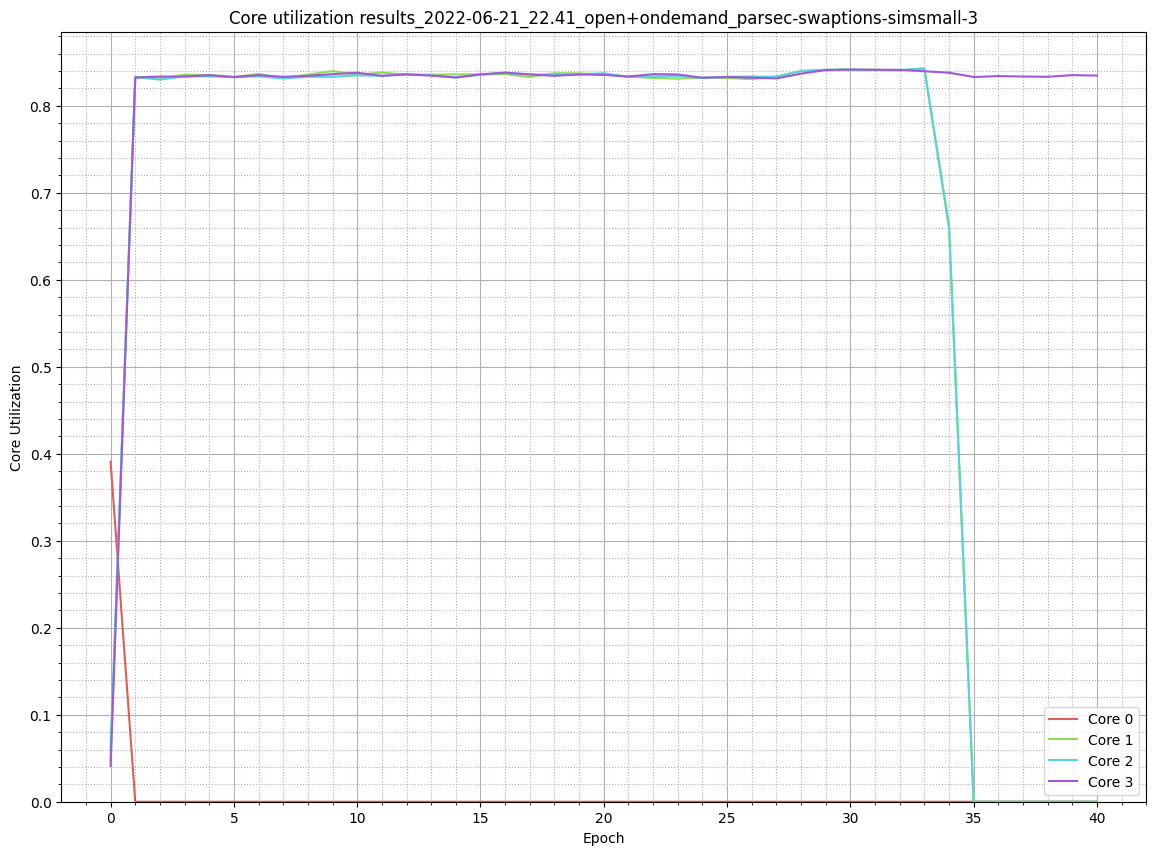 Core utilization results_2022-06-21_22.41_open+ondemand_parsec-swaptions-simsmall-3
Core Utilization
0.8
0.7
0.6
0.5
0.4
0.3
0.2
0.1
0.0
0 5 10 15 20 25 30 35 40
Epoch
Core 0
Core 1
Core 2
Core 3